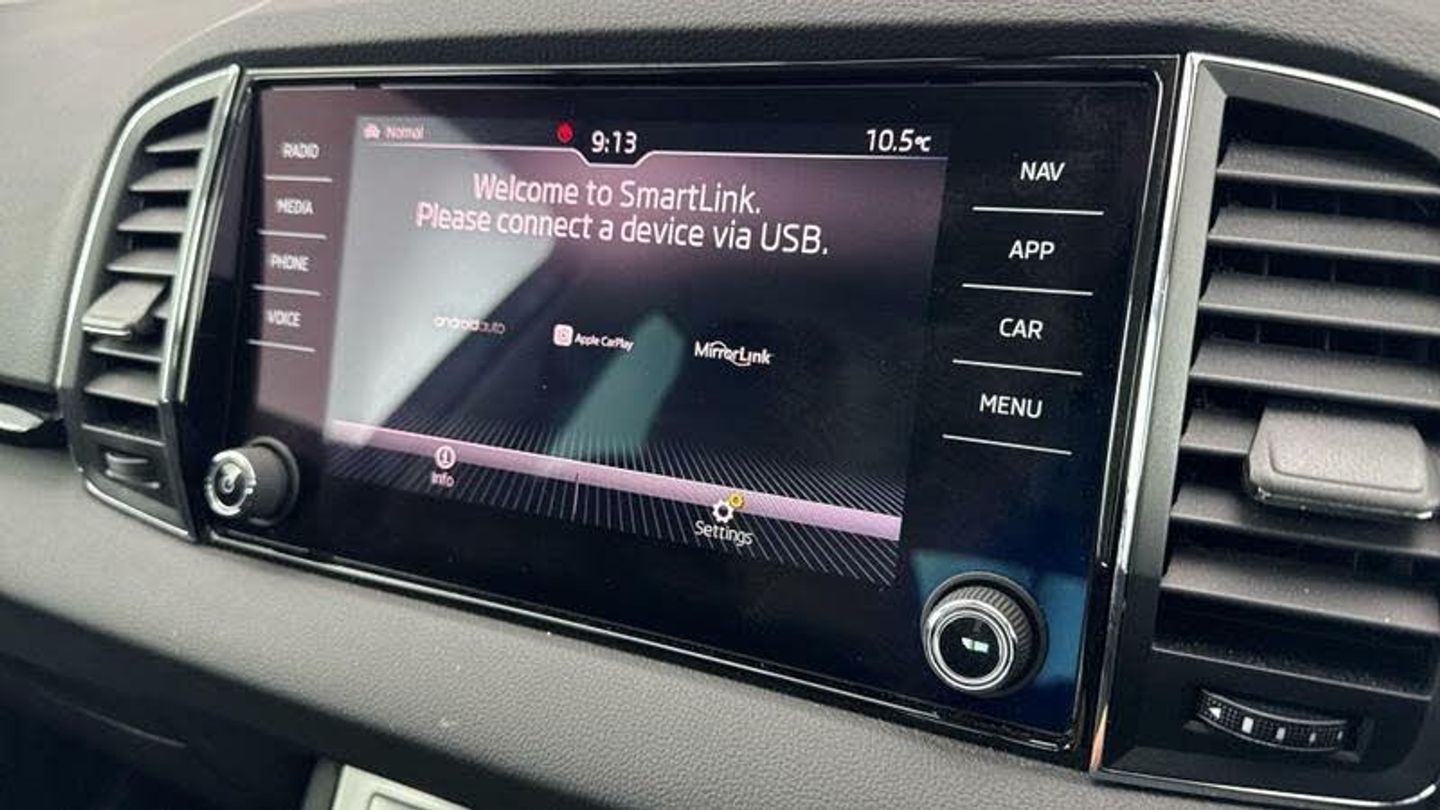 RADIO
MEDIA
PHONE
VOICE
Normal
9:13
10.5°C
Welcome to SmartLink.
Please connect a device via USB.
androidauto
Apple CarPlay
MirrorLink
Info
Settings
NAV
APP
CAR
MENU